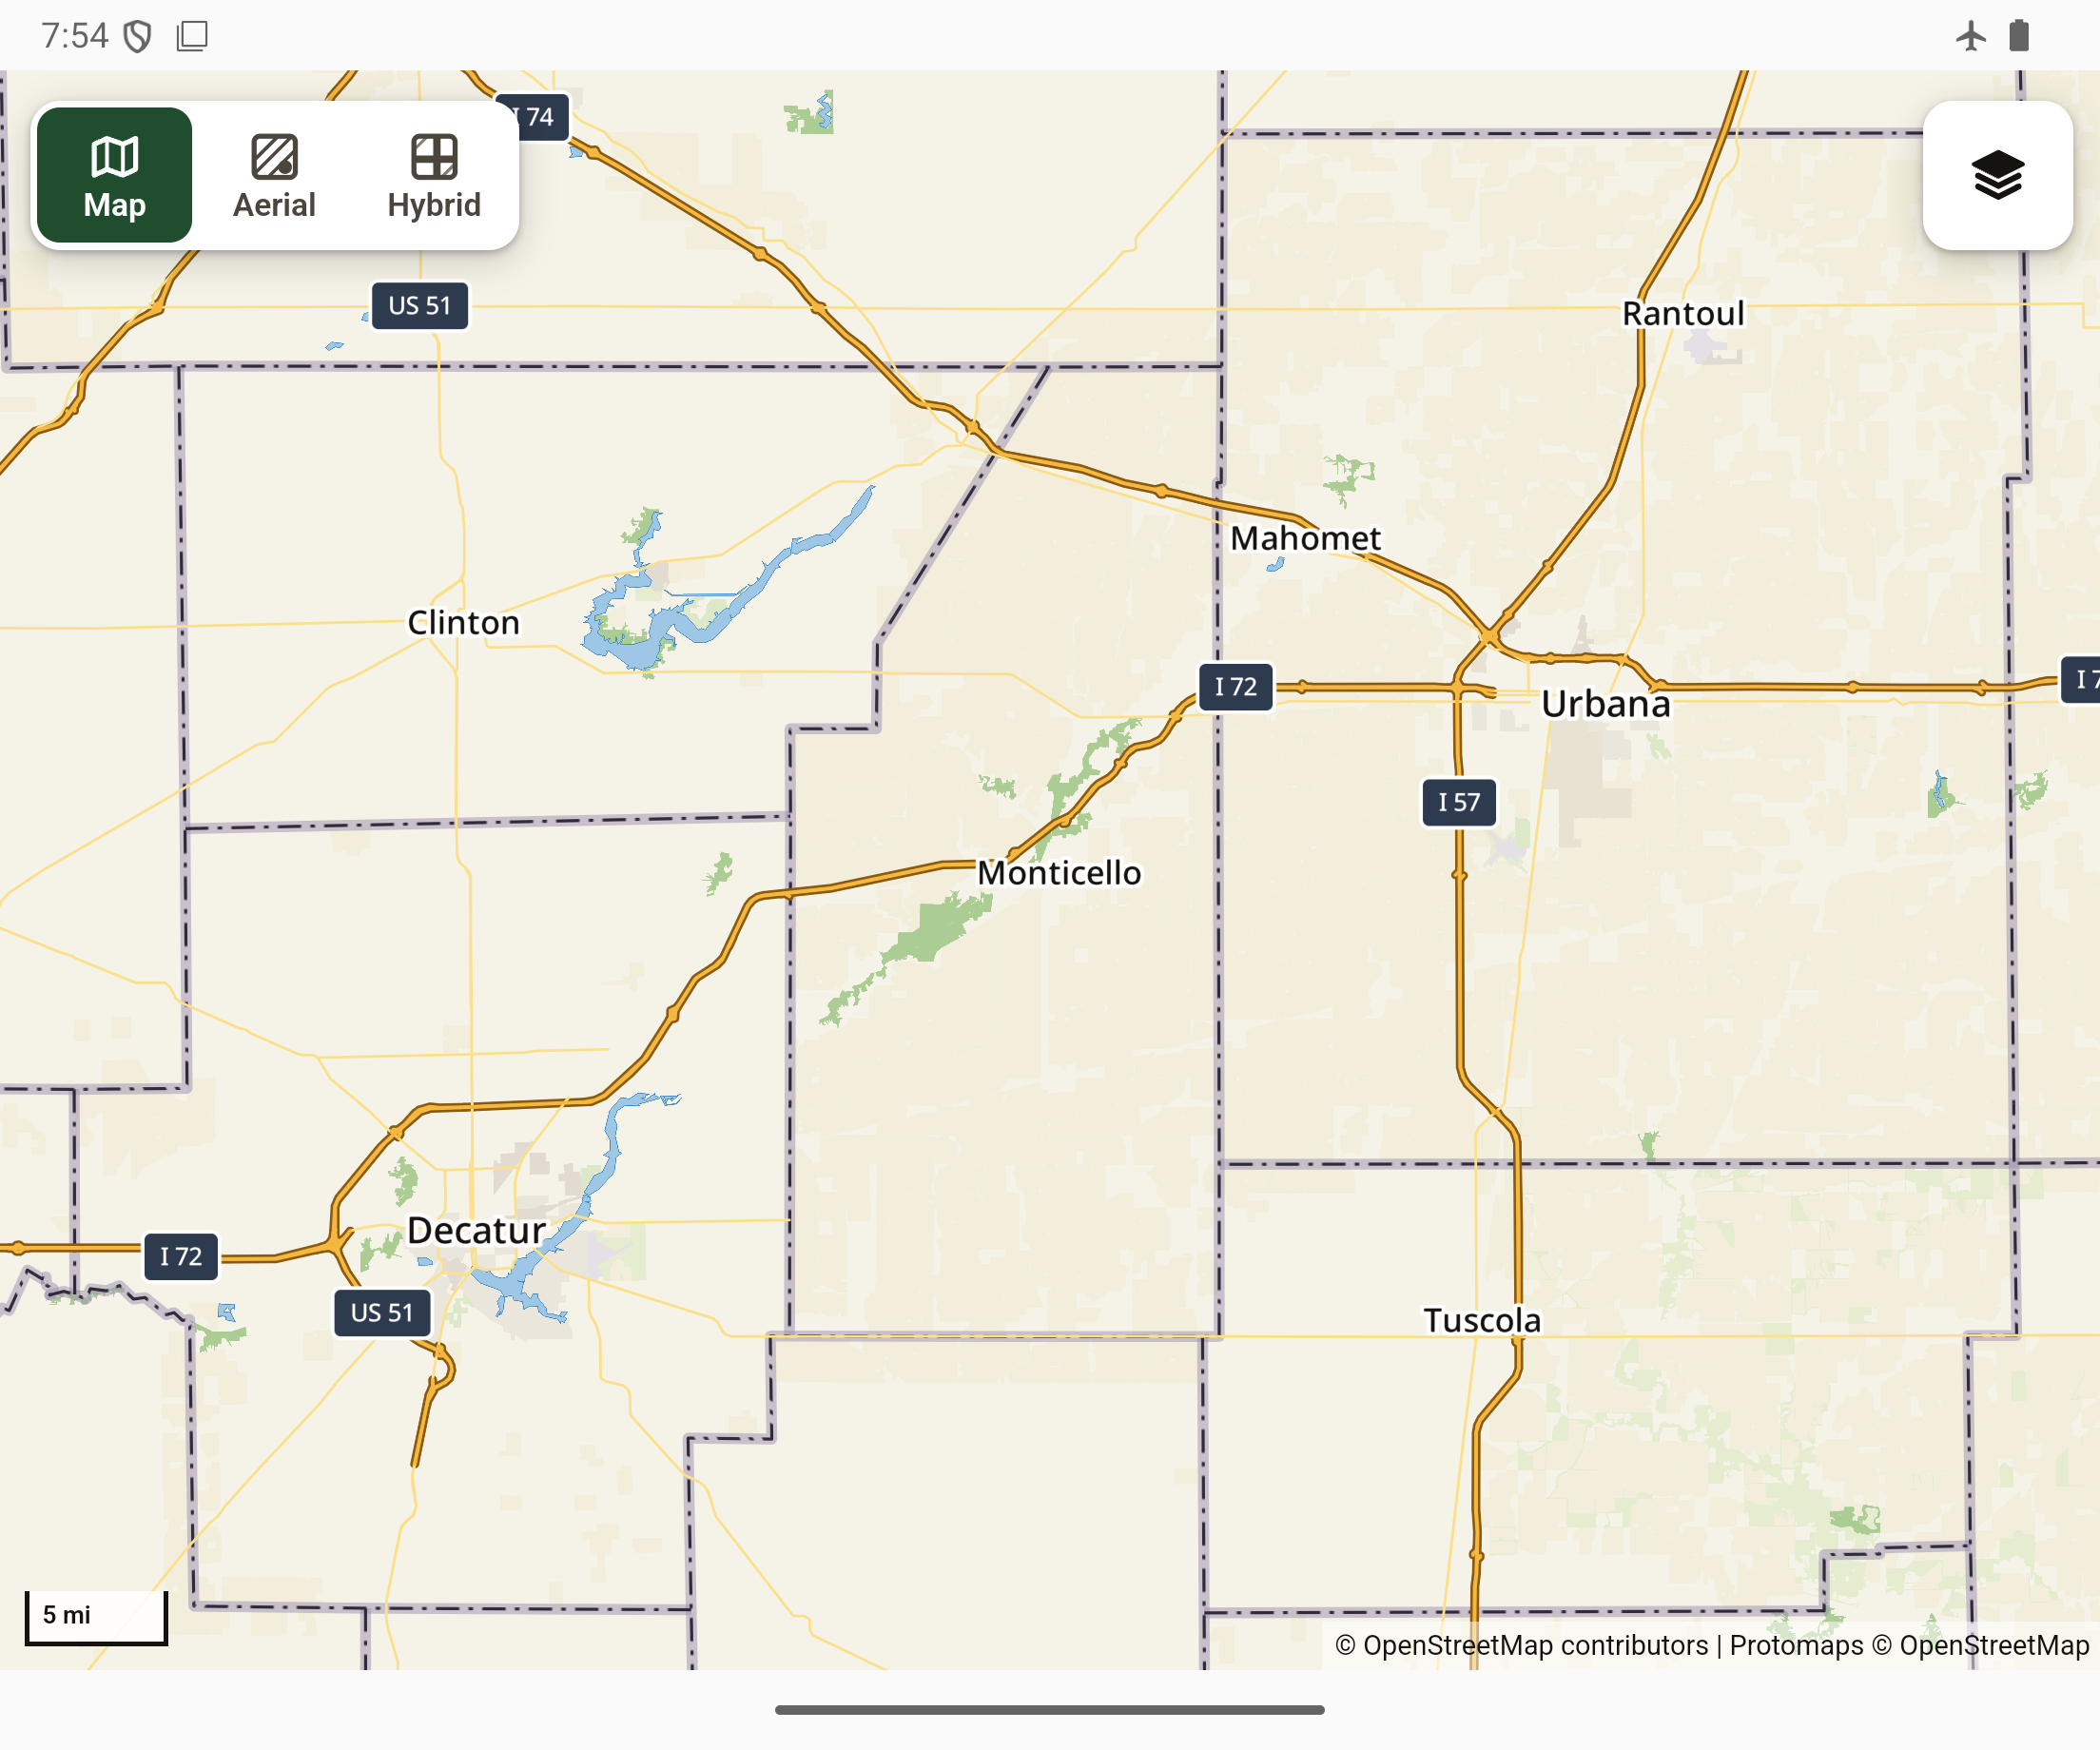 7:54
I 74
Map
Aerial
Hybrid
US 51
Rantoul
Mahomet
Clinton
I 72
I 7
Urbana
I 57
Monticello
Decatur
I 72
US 51
Tuscola
5 mi
© OpenStreetMap contributors | Protomaps © OpenStreetMap